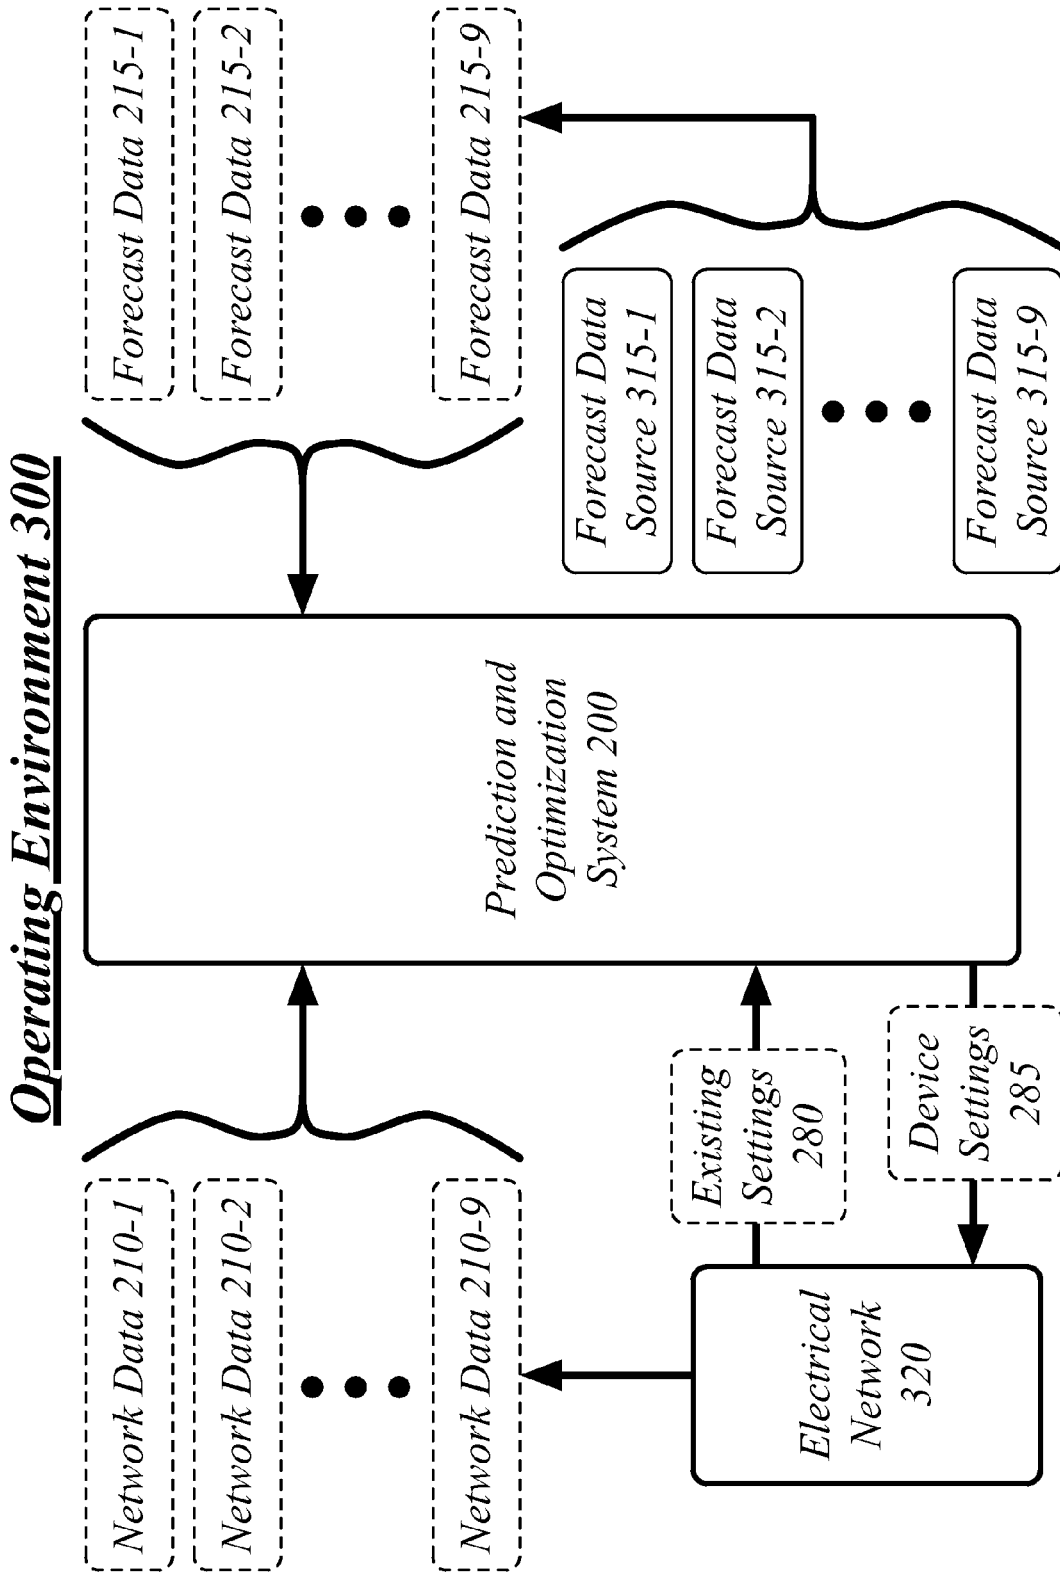 Operating Environment 300
Network Data 210-1
Network Data 210-2
Network Data 210-9
Electrical
Network
320
Existing
Settings
280
Device
Settings
285
Prediction and
Optimization
System 200
Forecast Data 215-1
Forecast Data 215-2
Forecast Data 215-9
Forecast Data
Source 315-1
Forecast Data
Source 315-2
Forecast Data
Source 315-9